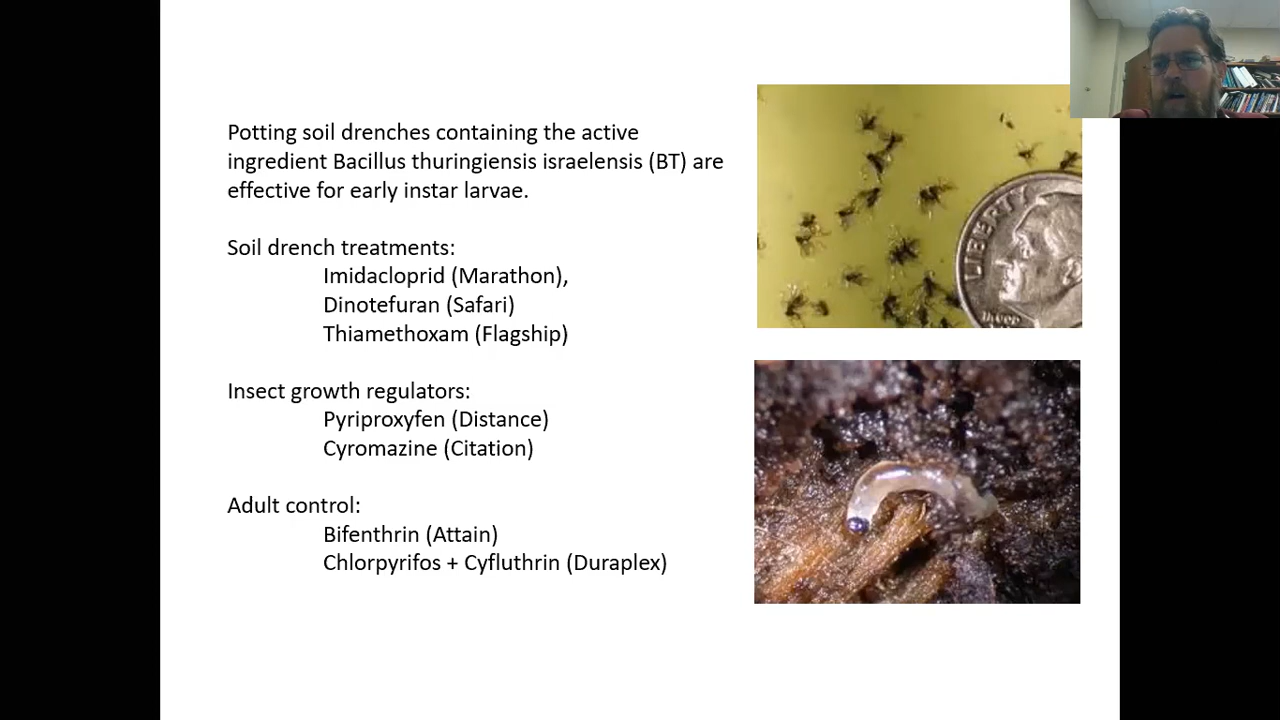 Potting soil drenches containing the active
ingredient Bacillus thuringiensis israelensis (BT) are
effective for early instar larvae.
Soil drench treatments:
Imidacloprid (Marathon),
Dinotefuran (Safari)
Thiamethoxam (Flagship)
Insect growth regulators:
Pyriproxyfen (Distance)
Cyromazine (Citation)
Adult control:
Bifenthrin (Attain)
Chlorpyrifos + Cyfluthrin (Duraplex)
LIBERTY